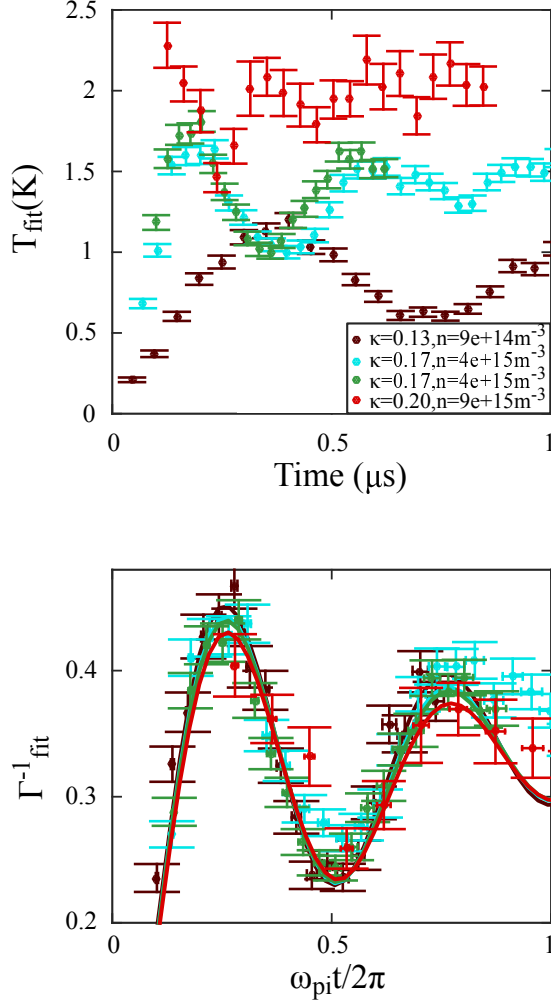 2.5
2
1.5
1
0.5
0
T_fit(K)
κ=0.13,n=9e+14m^-3
κ=0.17,n=4e+15m^-3
κ=0.17,n=4e+15m^-3
κ=0.20,n=9e+15m^-3
0 0.5 1
Time (μs)
0.4
0.3
0.2
Γ^-1_fit
0 0.5 1
ω_pi t/2π